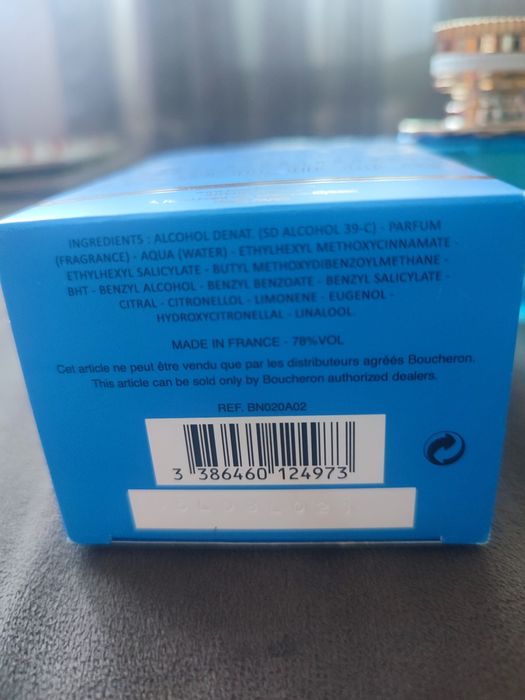 INGREDIENTS : ALCOHOL DENAT. (SD ALCOHOL 39-C) - PARFUM
(FRAGRANCE) - AQUA (WATER) - ETHYLHEXYL METHOXYCINNAMATE -
ETHYLHEXYL SALICYLATE - BUTYL METHOXYDIBENZOYLMETHANE -
BHT - BENZYL ALCOHOL - BENZYL BENZOATE - BENZYL SALICYLATE -
CITRAL - CITRONELLOL - LIMONENE - EUGENOL -
HYDROXYCITRONELLAL - LINALOOL.
MADE IN FRANCE - 78%VOL
Cet article ne peut être vendu que par les distributeurs agréés Boucheron.
This article can be sold only by Boucheron authorized dealers.
REF. BN020A02
3 386460 124973